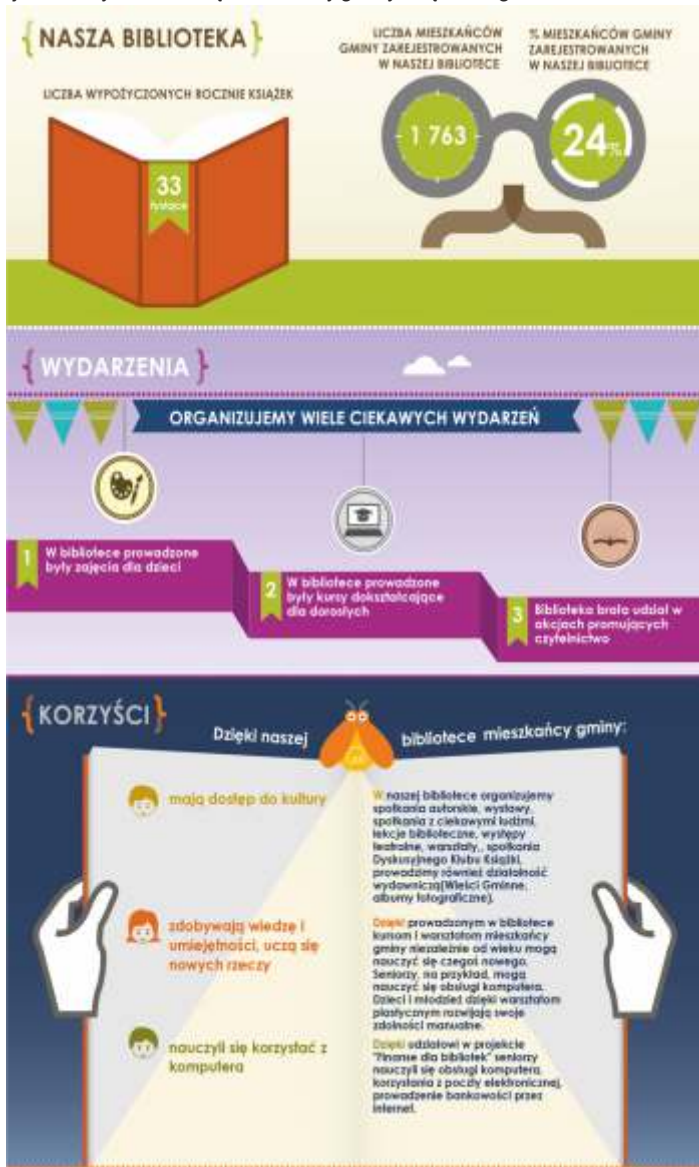 {NASZA BIBLIOTEKA}
LICZBA WYPOŻYCZONYCH ROCZNIE KSIĄŻEK
33
tysiące
LICZBA MIESZKAŃCÓW
GMINY ZAREJESTROWANYCH
W NASZEJ BIBLIOTECE
1 763
% MIESZKAŃCÓW GMINY
ZAREJESTROWANYCH
W NASZEJ BIBLIOTECE
24%
{WYDARZENIA}
ORGANIZUJEMY WIELE CIEKAWYCH WYDARZEŃ
1
W bibliotece prowadzone
były zajęcia dla dzieci
2
W bibliotece prowadzone
były kursy dokształcające
dla dorosłych
3
Biblioteka brała udział w
akcjach promujących
czytelnictwo
{KORZYŚCI}
Dzięki naszej bibliotece mieszkańcy gminy:
mają dostęp do kultury
W naszej bibliotece organizujemy
spotkania autorskie, wystawy,
spotkania z ciekawymi ludźmi,
lekcje biblioteczne, występy
teatralne, warsztaty,, spotkania
Dyskusyjnego Klubu Książki,
prowadzimy również działalność
wydawniczą(Wieści Gminne,
albumy fotograficzne).
zdobywają wiedzę i
umiejętności, uczą się
nowych rzeczy
Dzięki prowadzonym w bibliotece
kursom i warsztatom mieszkańcy
gminy niezależnie od wieku mogą
nauczyć się czegoś nowego.
Seniorzy, na przykład, mogą
nauczyć się obsługi komputera.
Dzieci i młodzież dzięki warsztatom
plastycznym rozwijają swoje
zdolności manualne.
nauczyli się korzystać z
komputera
Dzięki udziałowi w projekcie
"Finanse dla bibliotek" seniorzy
nauczyli się obsługi komputera,
korzystania z poczty elektronicznej,
prowadzenie bankowości przez
internet.